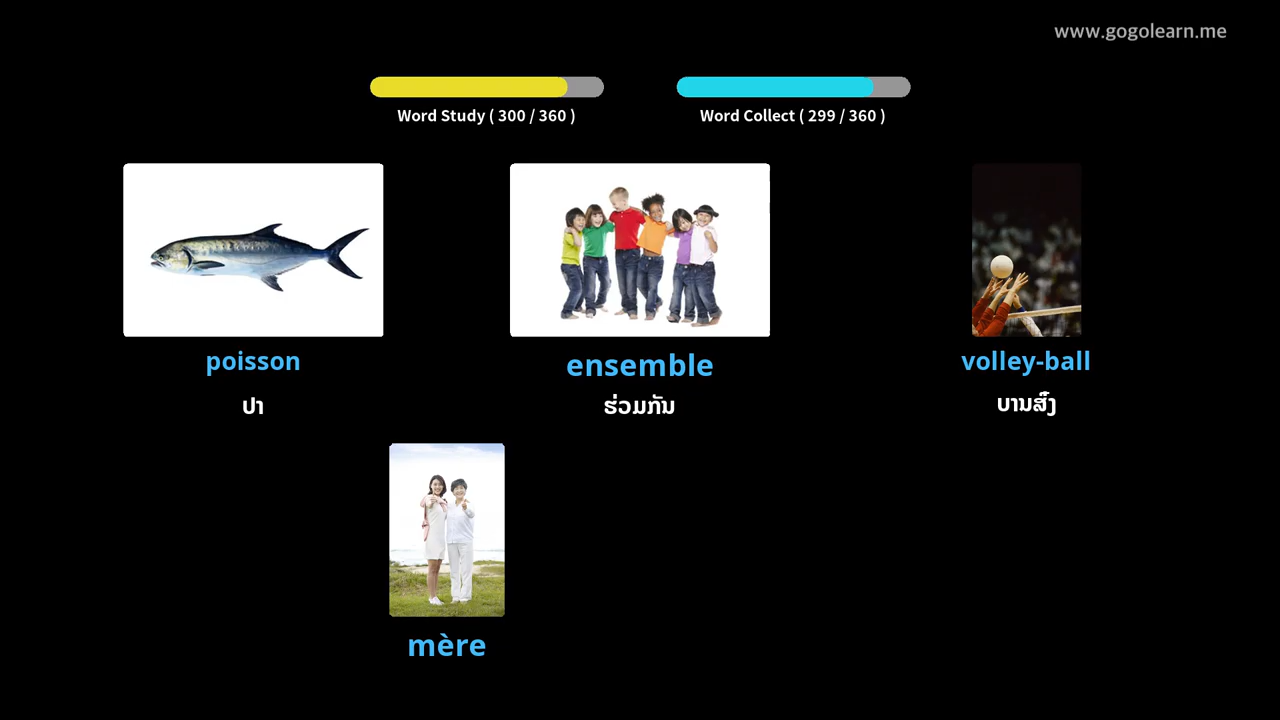 www.gogolearn.me
Word Study ( 300 / 360 )
Word Collect ( 299 / 360 )
poisson
ensemble
volley-ball
ປາ
ຮ່ວມກັນ
ບານສົ່ງ
mère